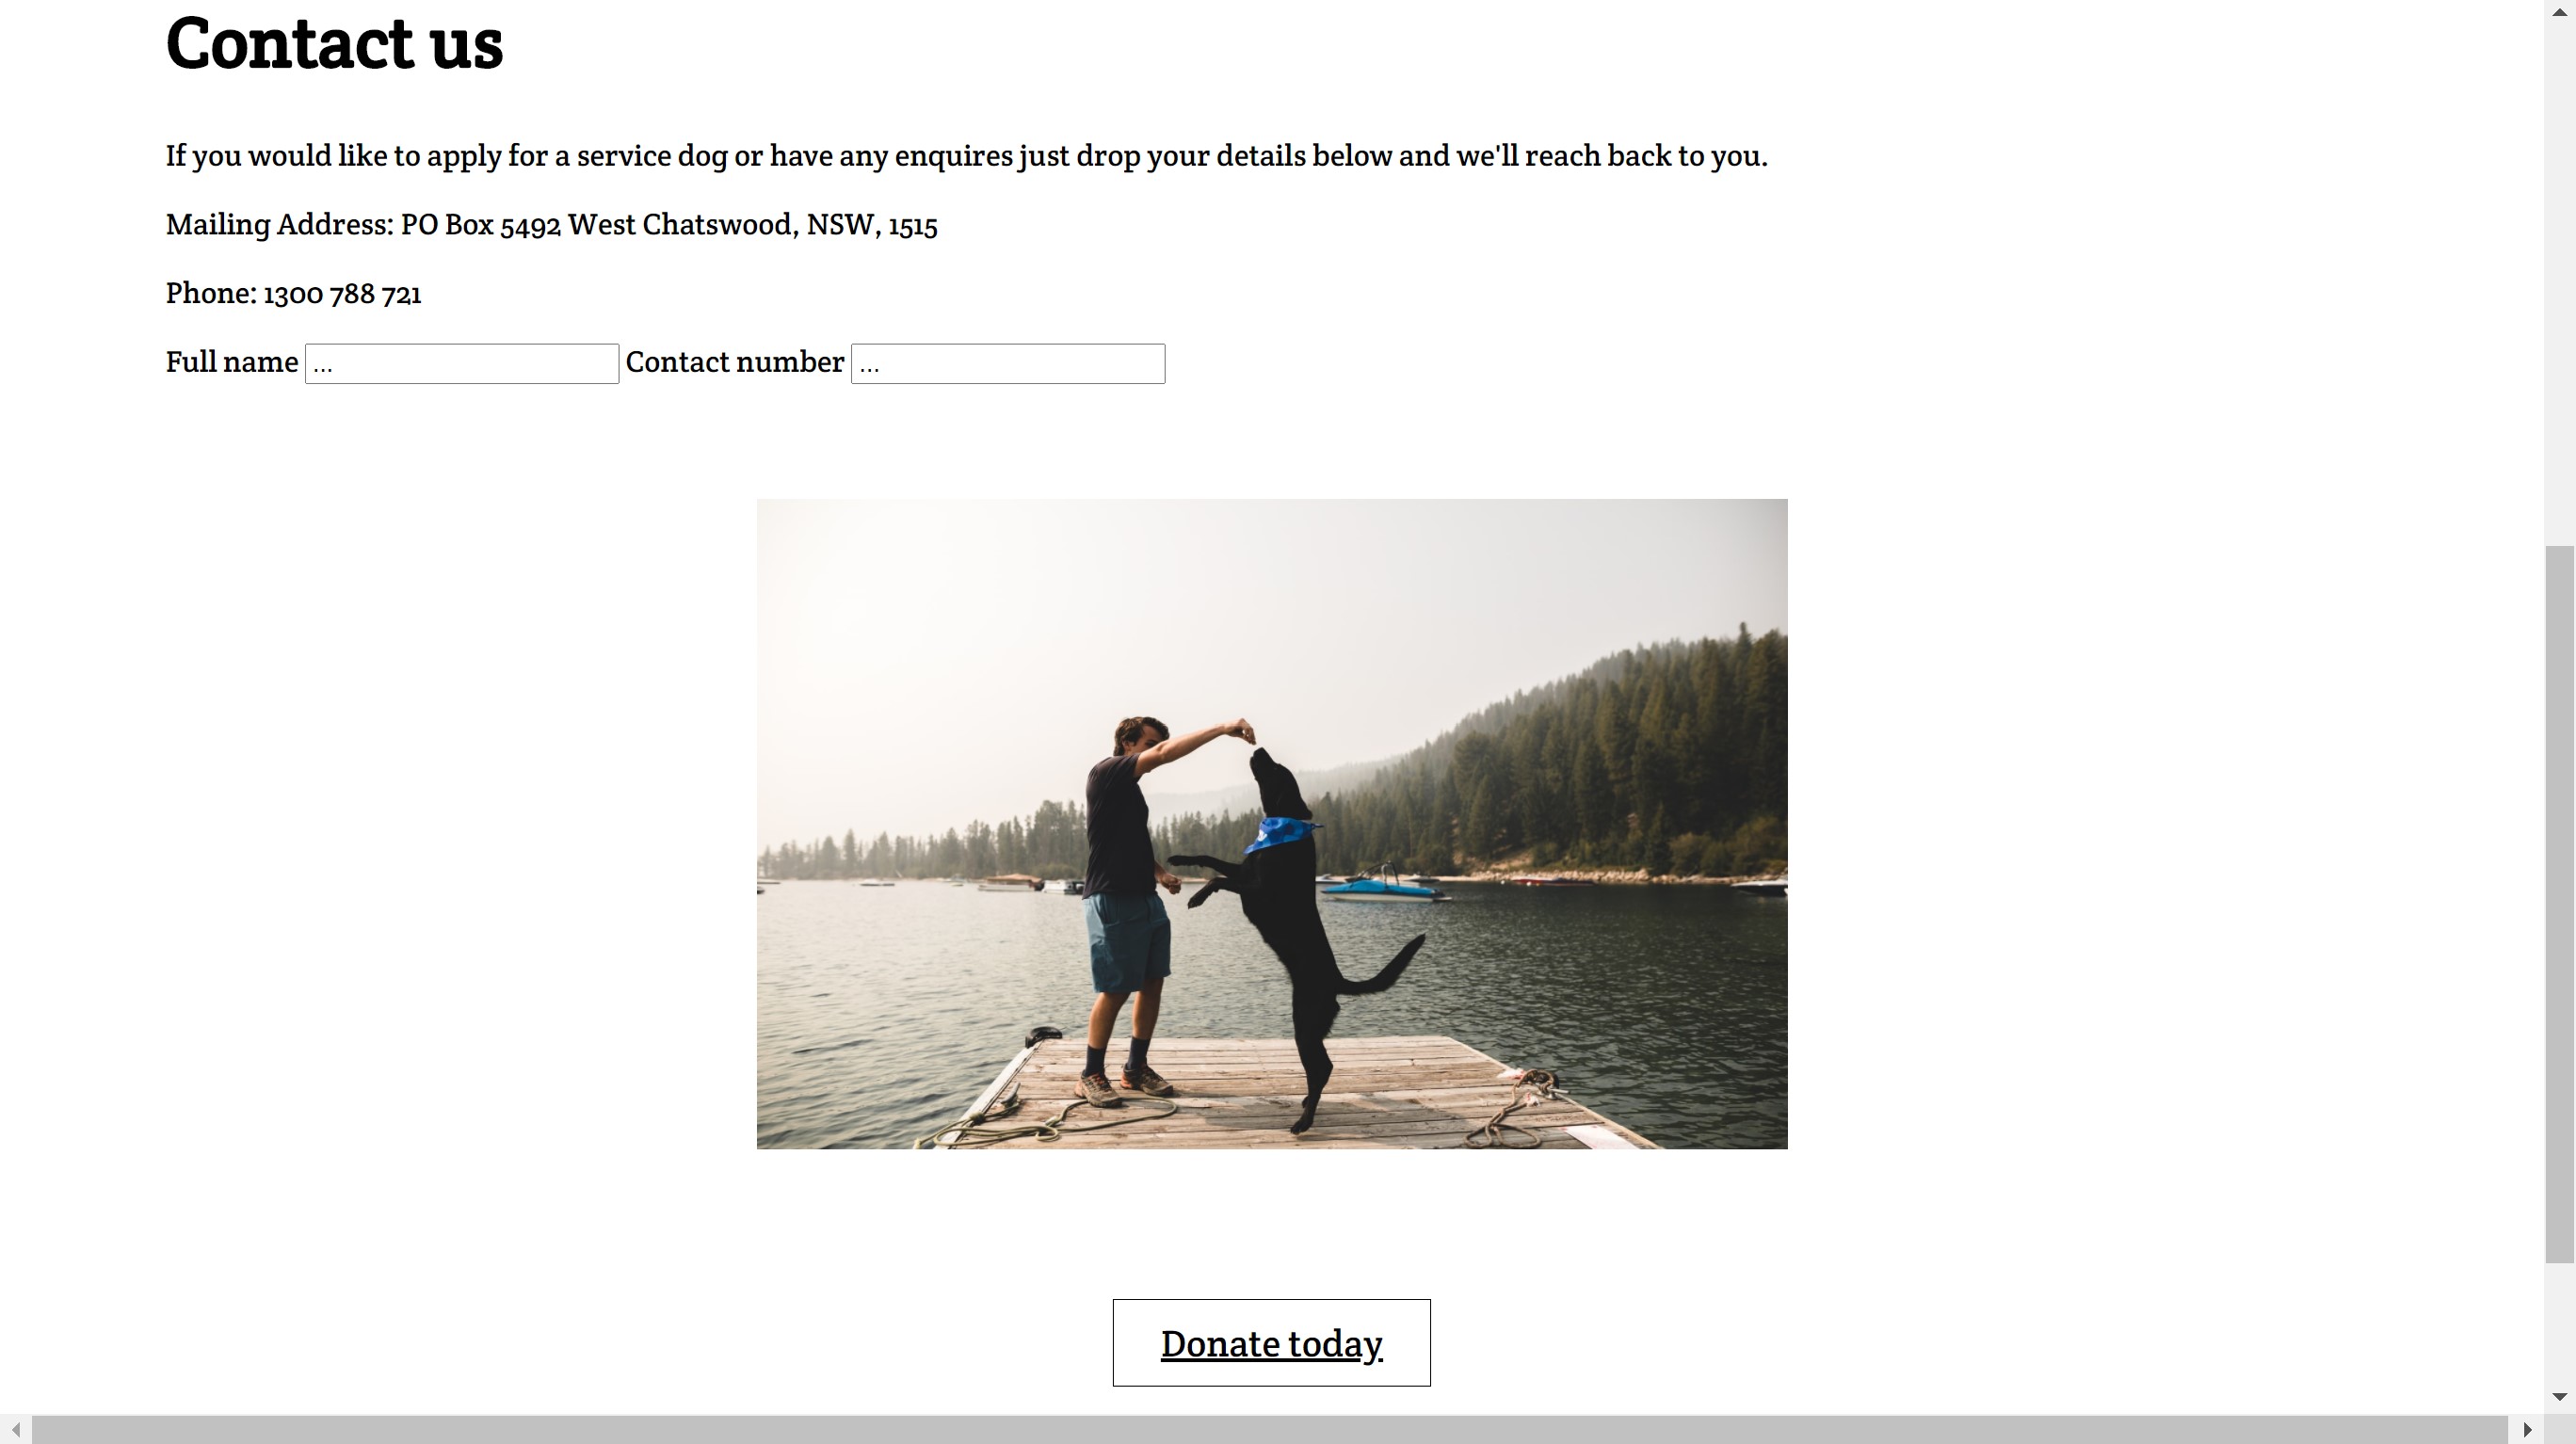 Contact us
If you would like to apply for a service dog or have any enquires just drop your details below and we'll reach back to you.
Mailing Address: PO Box 5492 West Chatswood, NSW, 1515
Phone: 1300 788 721
Full name ... Contact number ...
Donate today